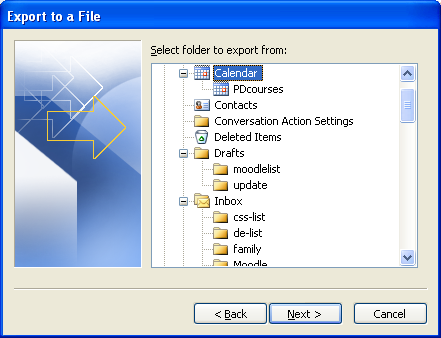 Export to a File
Select folder to export from:
Calendar
PDcourses
Contacts
Conversation Action Settings
Deleted Items
Drafts
moodlelist
update
Inbox
css-list
de-list
family
Moodle
< Back
Next >
Cancel